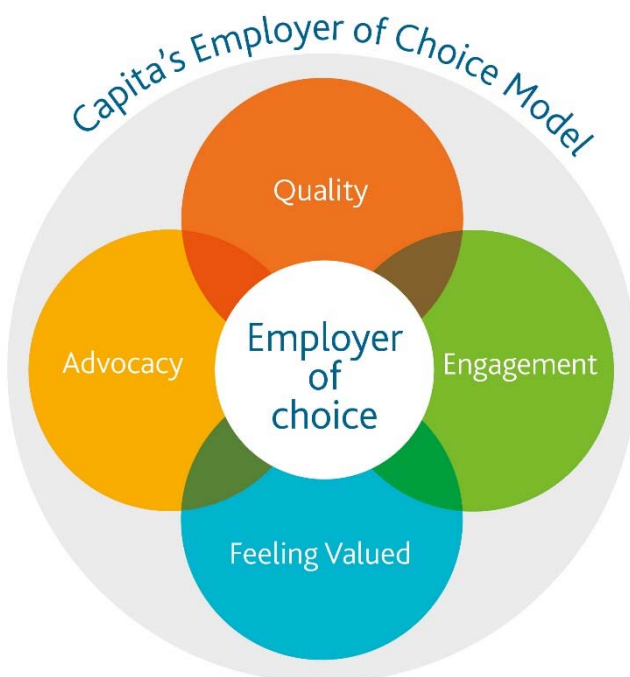 Capita's Employer of Choice Model
Quality
Advocacy
Employer
of
choice
Engagement
Feeling Valued